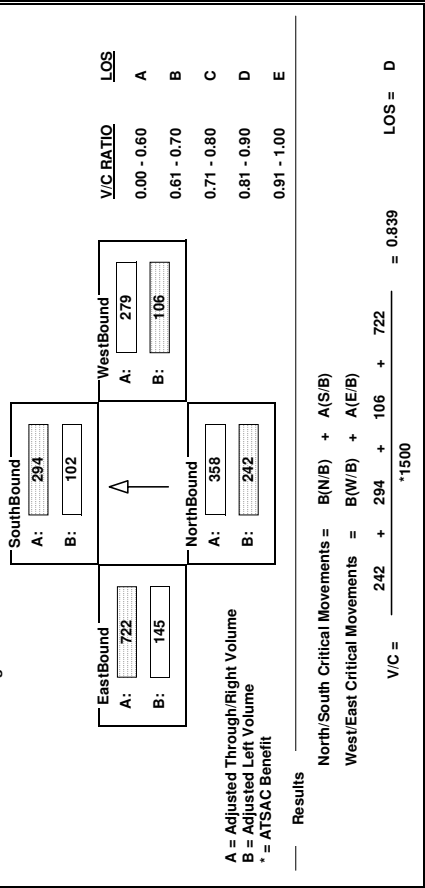 SouthBound
A: 294
B: 102
EastBound
A: 722
B: 145
WestBound
A: 279
B: 106
NorthBound
A: 358
B: 242
V/C RATIO LOS
0.00 - 0.60 A
0.61 - 0.70 B
0.71 - 0.80 C
0.81 - 0.90 D
0.91 - 1.00 E
A = Adjusted Through/Right Volume
B = Adjusted Left Volume
* = ATSAC Benefit
Results
North/South Critical Movements = B(N/B) + A(S/B)
West/East Critical Movements = B(W/B) + A(E/B)
V/C = 242 + 294 + 106 + 722 = 0.839 LOS = D
*1500